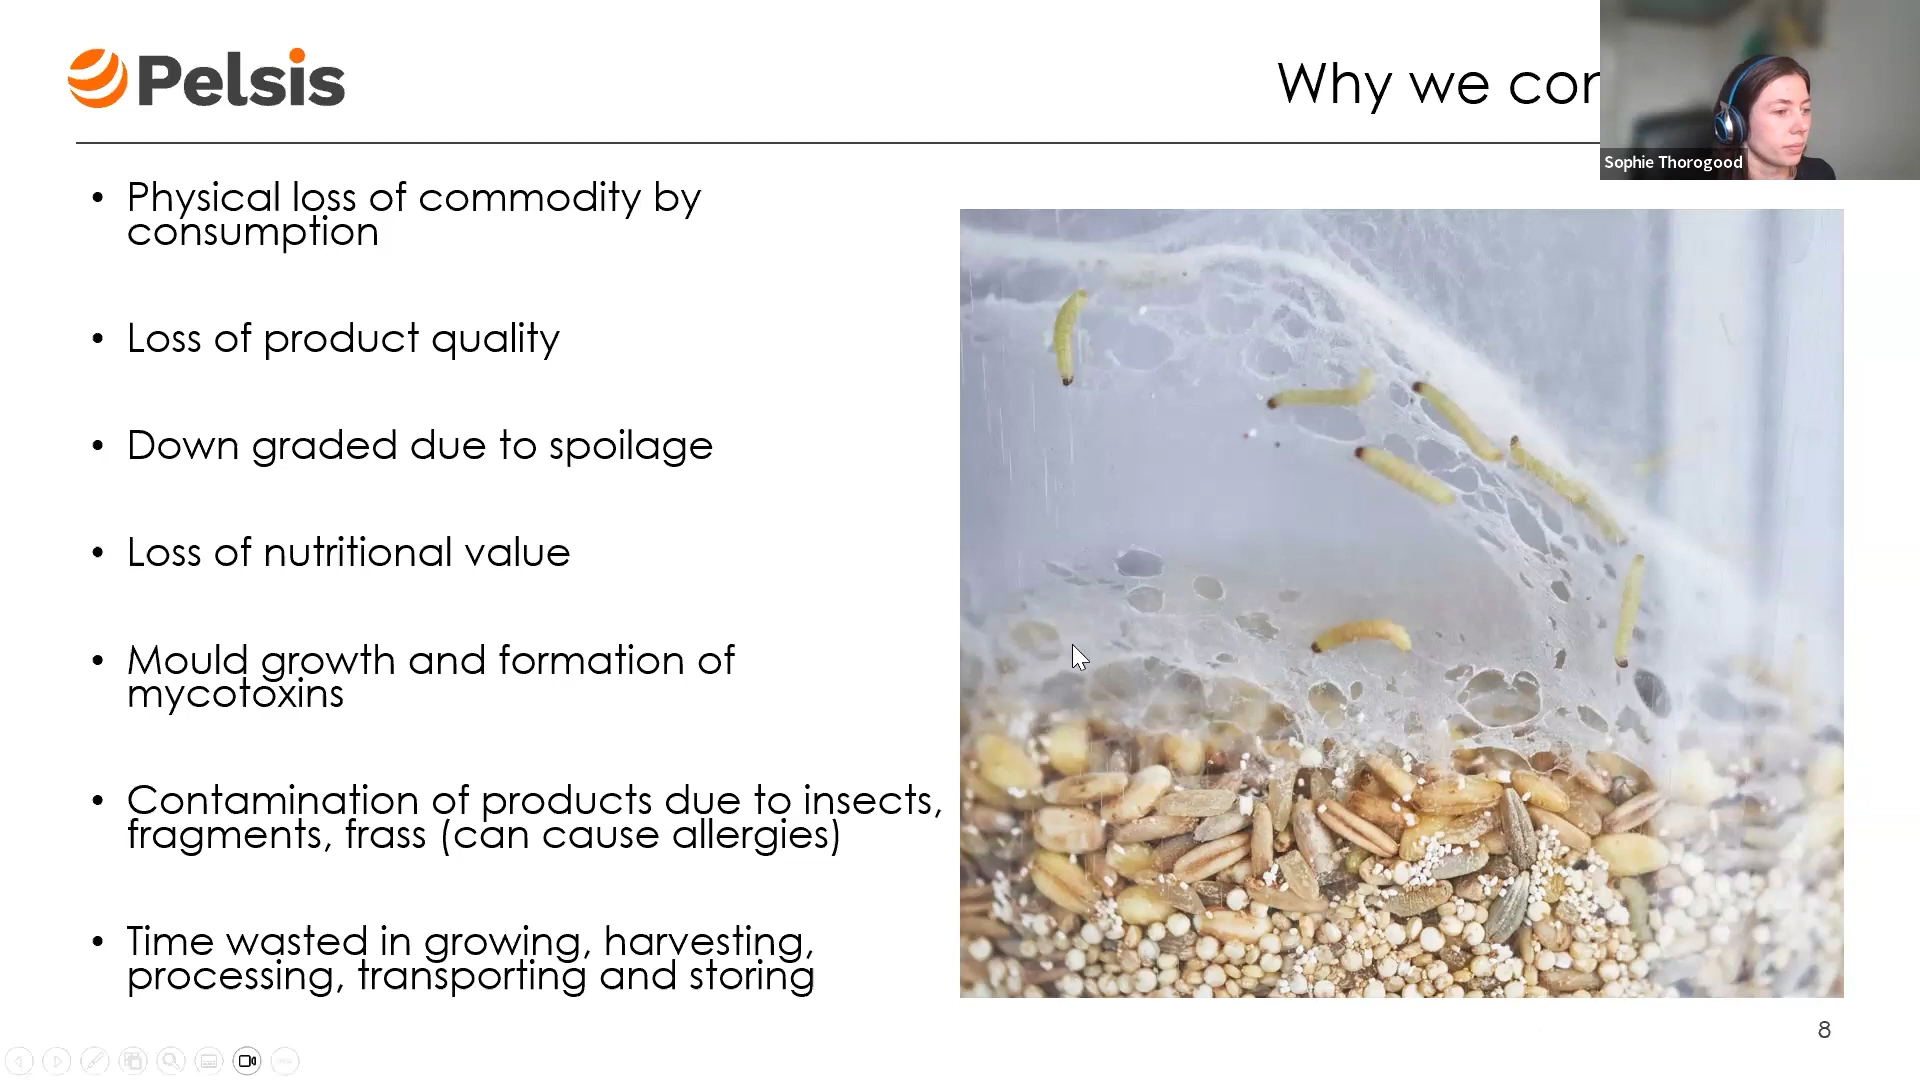 Pelsis
Why we con
Sophie Thorogood
• Physical loss of commodity by
consumption
• Loss of product quality
• Down graded due to spoilage
• Loss of nutritional value
• Mould growth and formation of
mycotoxins
• Contamination of products due to insects,
fragments, frass (can cause allergies)
• Time wasted in growing, harvesting,
processing, transporting and storing
8